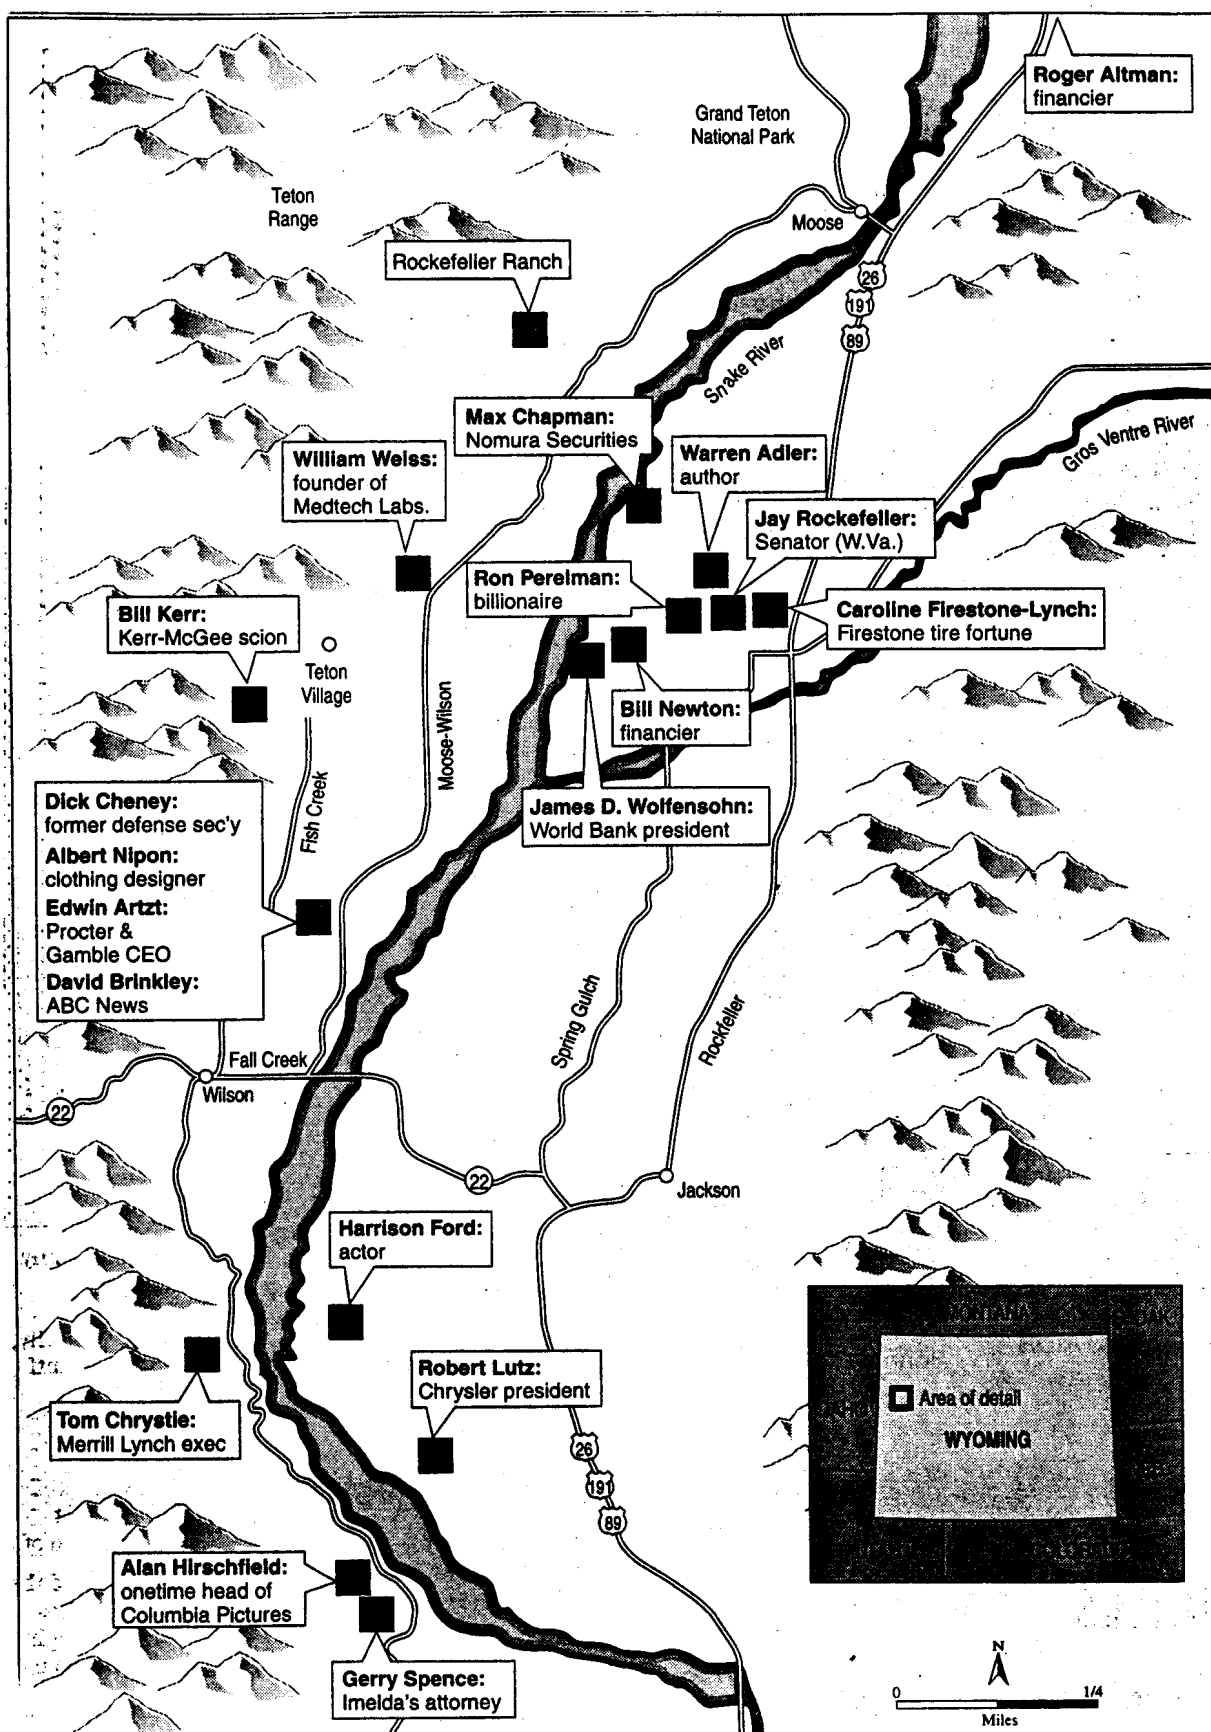 Roger Altman:
financier
Grand Teton
National Park
Teton
Range
Moose
Rockefeller Ranch
26
191
89
Snake River
Gros Ventre River
Max Chapman:
Nomura Securities
William Weiss:
founder of
Medtech Labs.
Warren Adler:
author
Jay Rockefeller:
Senator (W.Va.)
Ron Perelman:
billionaire
Caroline Firestone-Lynch:
Firestone tire fortune
Bill Kerr:
Kerr-McGee scion
Teton
Village
Moose-Wilson
Bill Newton:
financier
Fish Creek
James D. Wolfensohn:
World Bank president
Dick Cheney:
former defense sec'y
Albert Nipon:
clothing designer
Edwin Artzt:
Procter &
Gamble CEO
David Brinkley:
ABC News
Spring Gulch
Rockfeller
Fall Creek
Wilson
22
22
Jackson
Harrison Ford:
actor
Robert Lutz:
Chrysler president
Tom Chrystie:
Merrill Lynch exec
26
191
89
MONTANA
Area of detail
WYOMING
Alan Hirschfield:
onetime head of
Columbia Pictures
Gerry Spence:
Imelda's attorney
N
0 1/4
Miles